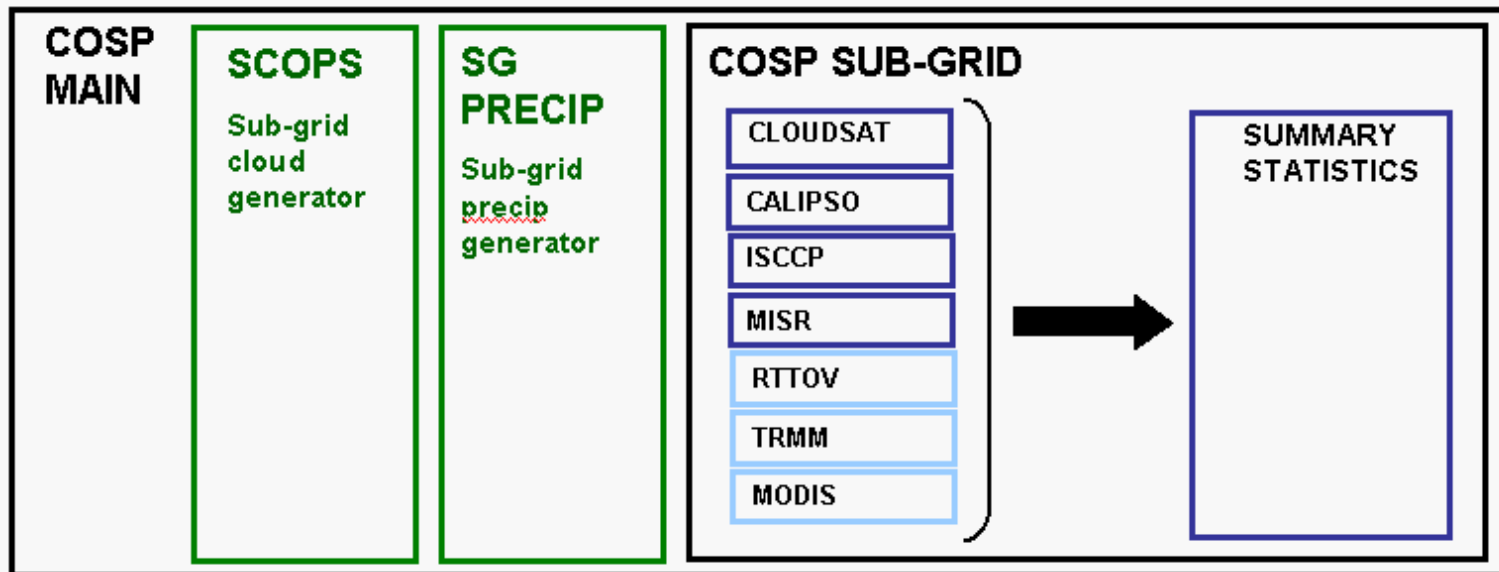 COSP
MAIN
SCOPS
Sub-grid
cloud
generator
SG
PRECIP
Sub-grid
precip
generator
COSP SUB-GRID
CLOUDSAT
CALIPSO
ISCCP
MISR
RTTOV
TRMM
MODIS
SUMMARY
STATISTICS